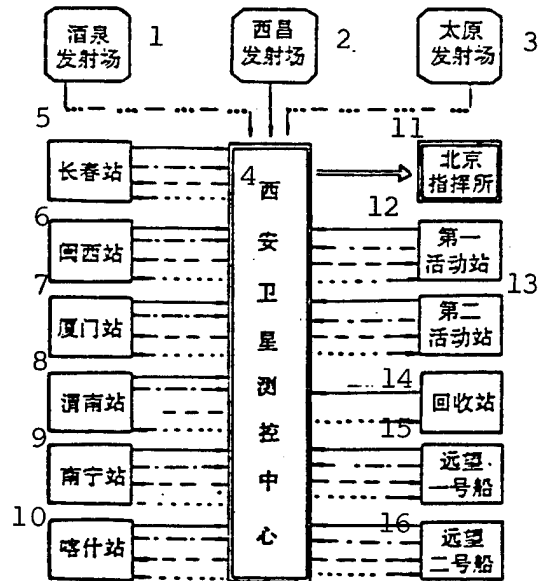 酒泉
发射场
1
西昌
发射场
2
太原
发射场
3
5
长春站
4
西安卫星测控中心
11
北京
指挥所
6
闽西站
12
第一
活动站
7
厦门站
13
第二
活动站
8
渭南站
14
回收站
9
南宁站
15
远望
一号船
10
喀什站
16
远望
二号船